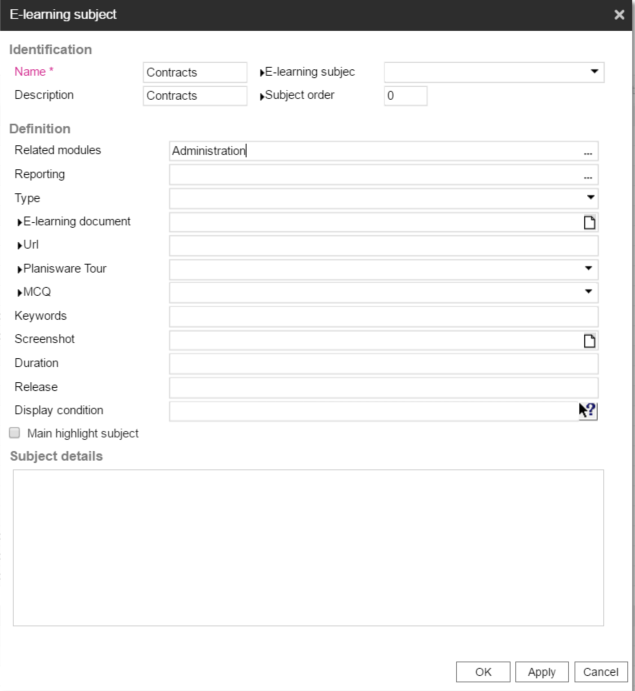 E-learning subject
Identification
Name * Contracts E-learning subjec
Description Contracts Subject order 0
Definition
Related modules Administration ...
Reporting ...
Type
E-learning document
Url
Planisware Tour
MCQ
Keywords
Screenshot
Duration
Release
Display condition ?
Main highlight subject
Subject details
OK Apply Cancel